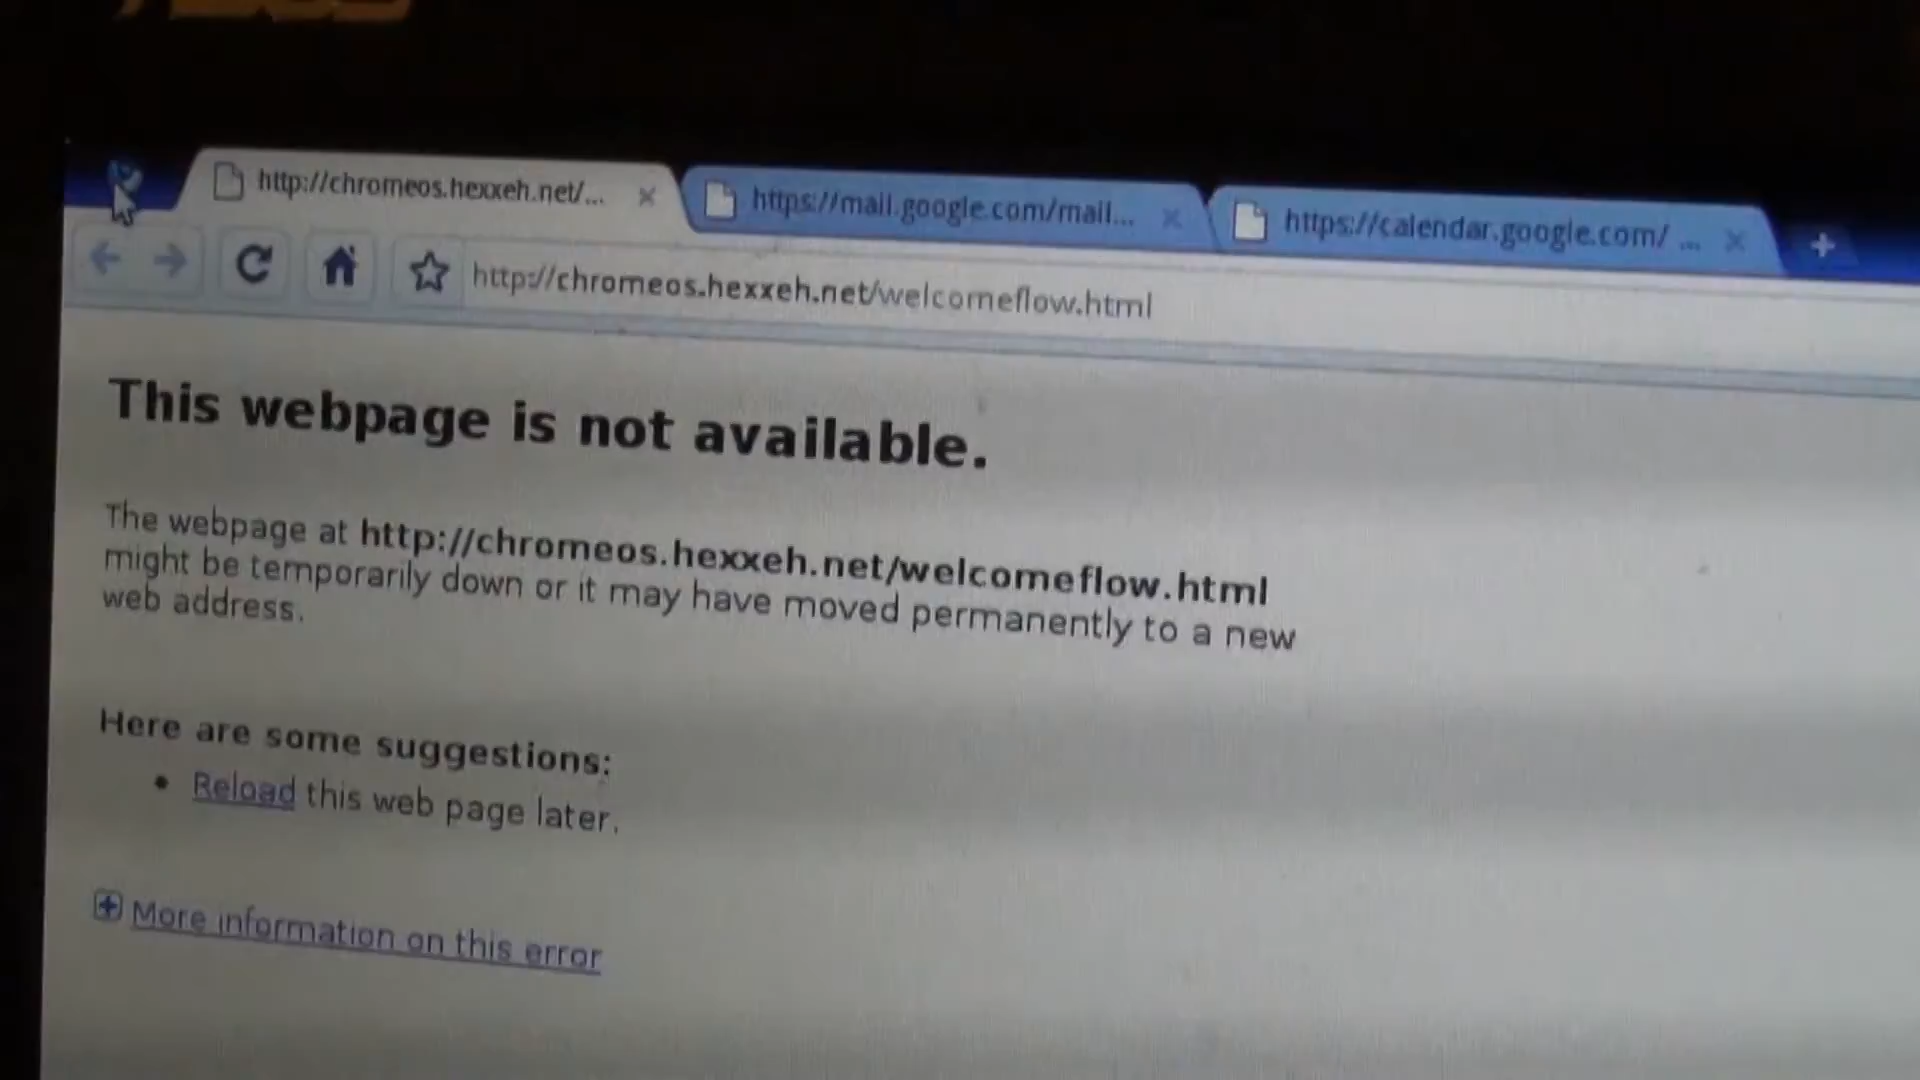 http://chromeos.hexxeh.net/...
https://mail.google.com/mail...
https://calendar.google.com/ ...
http://chromeos.hexxeh.net/welcomeflow.html
This webpage is not available.
The webpage at http://chromeos.hexxeh.net/welcomeflow.html
might be temporarily down or it may have moved permanently to a new
web address.
Here are some suggestions:
• Reload this web page later.
More information on this error